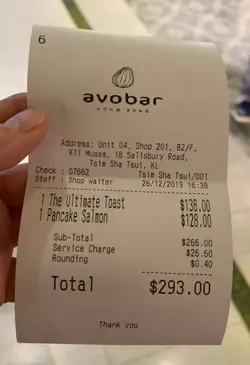 6
avobar
HONG KONG
Address: Unit 04, Shop 201, B2/F,
K11 Musea, 18 Salisbury Road,
Tsim Sha Tsui, KL
Check : 07662 Tsim Sha Tsui/001
Staff : Shop waiter 26/12/2019 16:38
1 The Ultimate Toast $138.00
1 Pancake Salmon $128.00
Sub-Total $266.00
Service Charge $26.60
Rounding $0.40
Total $293.00
Thank you